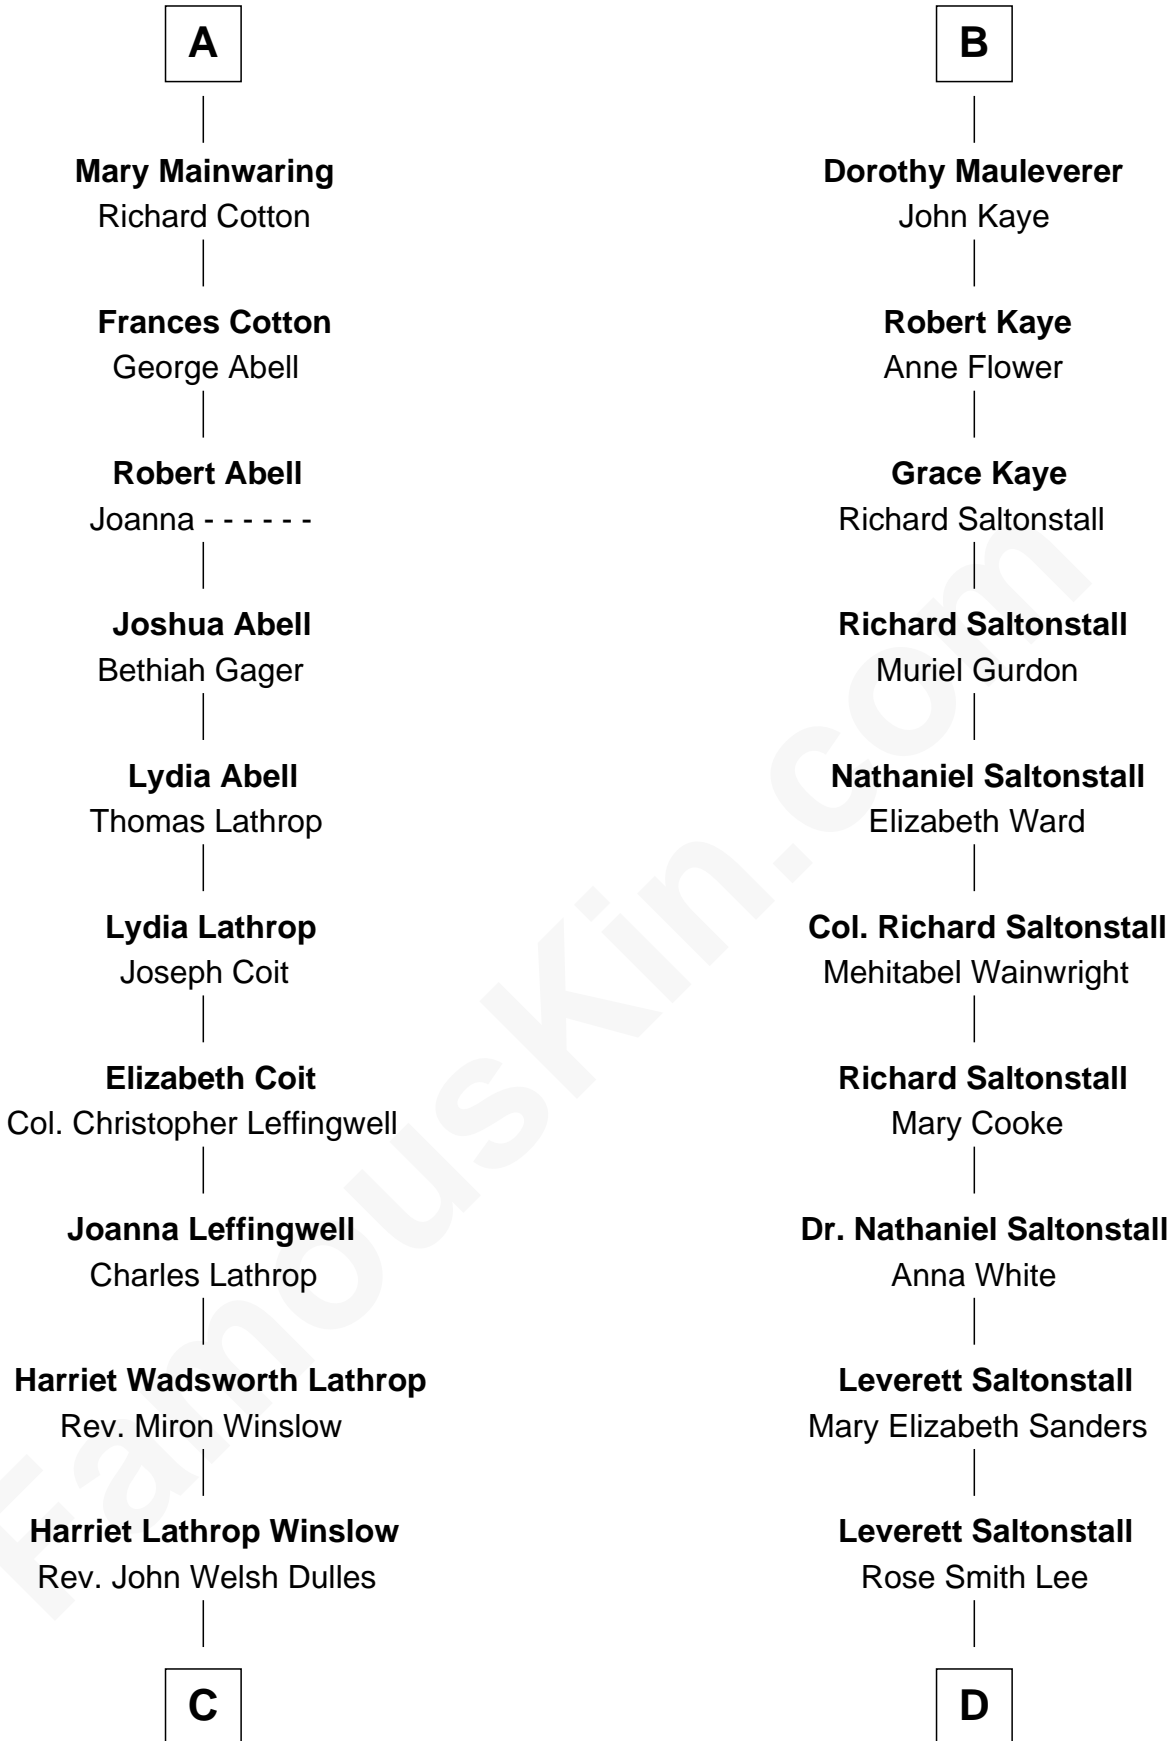 A
Mary Mainwaring
Richard Cotton
Frances Cotton
George Abell
Robert Abell
Joanna - - - - - -
Joshua Abell
Bethiah Gager
Lydia Abell
Thomas Lathrop
Lydia Lathrop
Joseph Coit
Elizabeth Coit
Col. Christopher Leffingwell
Joanna Leffingwell
Charles Lathrop
Harriet Wadsworth Lathrop
Rev. Miron Winslow
Harriet Lathrop Winslow
Rev. John Welsh Dulles
C
B
Dorothy Mauleverer
John Kaye
Robert Kaye
Anne Flower
Grace Kaye
Richard Saltonstall
Richard Saltonstall
Muriel Gurdon
Nathaniel Saltonstall
Elizabeth Ward
Col. Richard Saltonstall
Mehitabel Wainwright
Richard Saltonstall
Mary Cooke
Dr. Nathaniel Saltonstall
Anna White
Leverett Saltonstall
Mary Elizabeth Sanders
Leverett Saltonstall
Rose Smith Lee
D
FamousKin.com